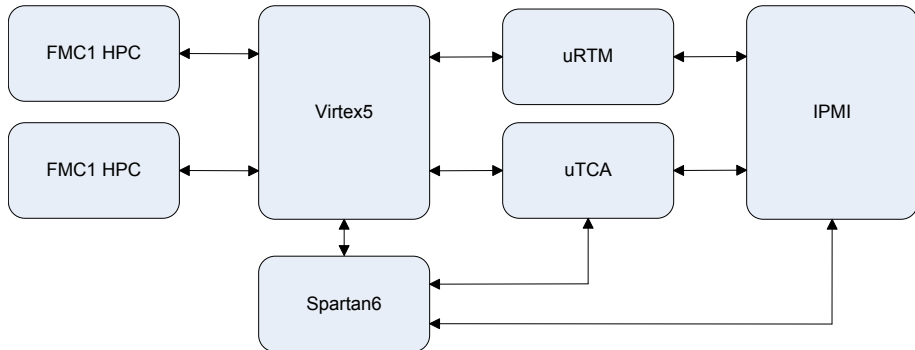 FMC1 HPC
Virtex5
uRTM
IPMI
FMC1 HPC
uTCA
Spartan6